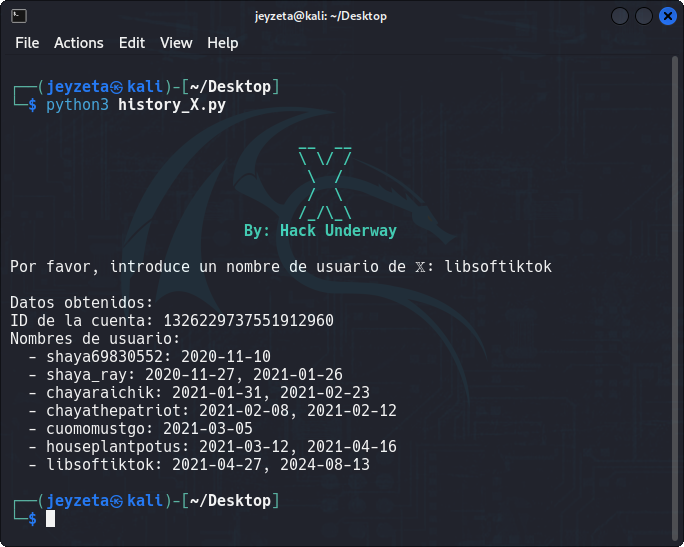 jeyzeta@kali: ~/Desktop
File Actions Edit View Help
┌──(jeyzeta㉿kali)-[~/Desktop]
└─$ python3 history_X.py
__  __
\ \/ /
 \  /
 /  \
/_/\_\
By: Hack Underway
Por favor, introduce un nombre de usuario de 𝕏: libsoftiktok
Datos obtenidos:
ID de la cuenta: 1326229737551912960
Nombres de usuario:
- shaya69830552: 2020-11-10
- shaya_ray: 2020-11-27, 2021-01-26
- chayaraichik: 2021-01-31, 2021-02-23
- chayathepatriot: 2021-02-08, 2021-02-12
- cuomomustgo: 2021-03-05
- houseplantpotus: 2021-03-12, 2021-04-16
- libsoftiktok: 2021-04-27, 2024-08-13
┌──(jeyzeta㉿kali)-[~/Desktop]
└─$